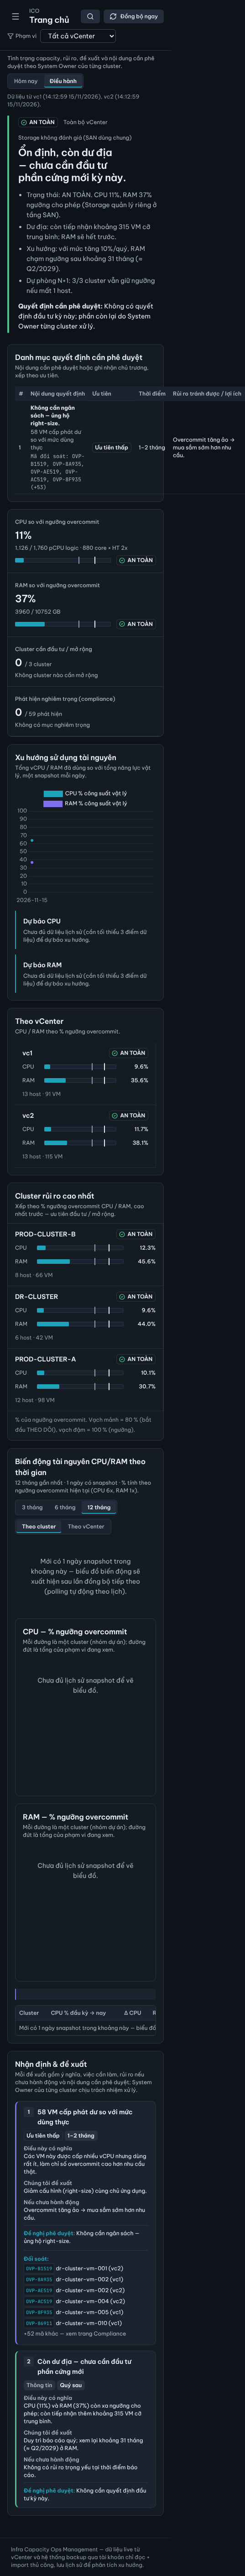 ICO
Trang chủ
Đồng bộ ngay
Phạm vi
Tất cả vCenter
Tình trạng capacity, rủi ro, đề xuất và nội dung cần phê
duyệt theo System Owner của từng cluster.
Hôm nay
Điều hành
Dữ liệu từ vc1 (14:12:59 15/11/2026), vc2 (14:12:59
15/11/2026).
AN TOÀN
Toàn bộ vCenter
Storage không đánh giá (SAN dùng chung)
Ổn định, còn dư địa
— chưa cần đầu tư
phần cứng mới kỳ này.
• Trạng thái: AN TOÀN. CPU 11%, RAM 37%
ngưỡng cho phép (Storage quản lý riêng ở
tầng SAN).
• Dư địa: còn tiếp nhận khoảng 315 VM cỡ
trung bình; RAM sẽ hết trước.
• Xu hướng: với mức tăng 10%/quý, RAM
chạm ngưỡng sau khoảng 31 tháng (≈
Q2/2029).
• Dự phòng N+1: 3/3 cluster vẫn giữ ngưỡng
nếu mất 1 host.
Quyết định cần phê duyệt: Không có quyết
định đầu tư kỳ này; phần còn lại do System
Owner từng cluster xử lý.
Danh mục quyết định cần phê duyệt
Nội dung cần phê duyệt hoặc ghi nhận chủ trương,
xếp theo ưu tiên.
# Nội dung quyết định Ưu tiên Thời điểm Rủi ro tránh được / lợi ích
1
Không cần ngân
sách — ủng hộ
right-size.
58 VM cấp phát dư
so với mức dùng
thực
Mã đối soát: DVP-
B1519, DVP-8A935,
DVP-AE519, DVP-
AC519, DVP-8F935
(+53)
Ưu tiên thấp
1–2 tháng
Overcommit tăng ảo →
mua sắm sớm hơn nhu
cầu.
CPU so với ngưỡng overcommit
11%
1,126 / 1,760 pCPU logic · 880 core × HT 2x
AN TOÀN
RAM so với ngưỡng overcommit
37%
3960 / 10752 GB
AN TOÀN
Cluster cần đầu tư / mở rộng
0 / 3 cluster
Không cluster nào cần mở rộng
Phát hiện nghiêm trọng (compliance)
0 / 59 phát hiện
Không có mục nghiêm trọng
Xu hướng sử dụng tài nguyên
Tổng vCPU / RAM đã dùng so với tổng năng lực vật
lý, một snapshot mỗi ngày.
CPU % công suất vật lý
RAM % công suất vật lý
100
90
80
70
60
50
40
30
20
10
0
2026-11-15
Dự báo CPU
Chưa đủ dữ liệu lịch sử (cần tối thiểu 3 điểm dữ
liệu) để dự báo xu hướng.
Dự báo RAM
Chưa đủ dữ liệu lịch sử (cần tối thiểu 3 điểm dữ
liệu) để dự báo xu hướng.
Theo vCenter
CPU / RAM theo % ngưỡng overcommit.
vc1
AN TOÀN
CPU 9.6%
RAM 35.6%
13 host · 91 VM
vc2
AN TOÀN
CPU 11.7%
RAM 38.1%
13 host · 115 VM
Cluster rủi ro cao nhất
Xếp theo % ngưỡng overcommit CPU / RAM, cao
nhất trước — ưu tiên đầu tư / mở rộng.
PROD-CLUSTER-B
AN TOÀN
CPU 12.3%
RAM 45.6%
8 host · 66 VM
DR-CLUSTER
AN TOÀN
CPU 9.6%
RAM 44.0%
6 host · 42 VM
PROD-CLUSTER-A
AN TOÀN
CPU 10.1%
RAM 30.7%
12 host · 98 VM
% của ngưỡng overcommit. Vạch mảnh = 80 % (bắt
đầu THEO DÕI), vạch đậm = 100 % (ngưỡng).
Biến động tài nguyên CPU/RAM theo
thời gian
12 tháng gần nhất · 1 ngày có snapshot · % tính theo
ngưỡng overcommit hiện tại (CPU 6x, RAM 1x).
3 tháng
6 tháng
12 tháng
Theo cluster
Theo vCenter
Mới có 1 ngày snapshot trong
khoảng này — biểu đồ biến động sẽ
xuất hiện sau lần đồng bộ tiếp theo
(polling tự động theo lịch).
CPU — % ngưỡng overcommit
Mỗi đường là một cluster (nhóm dự án); đường
đứt là tổng của phạm vi đang xem.
Chưa đủ lịch sử snapshot để vẽ
biểu đồ.
RAM — % ngưỡng overcommit
Mỗi đường là một cluster (nhóm dự án); đường
đứt là tổng của phạm vi đang xem.
Chưa đủ lịch sử snapshot để vẽ
biểu đồ.
Cluster CPU % đầu kỳ → nay Δ CPU R
Mới có 1 ngày snapshot trong khoảng này — biểu đồ
Nhận định & đề xuất
Mỗi đề xuất gồm ý nghĩa, việc cần làm, rủi ro nếu
chưa hành động và nội dung cần phê duyệt; System
Owner của từng cluster chịu trách nhiệm xử lý.
1 58 VM cấp phát dư so với mức
dùng thực
Ưu tiên thấp
1–2 tháng
Điều này có nghĩa
Các VM này được cấp nhiều vCPU nhưng dùng
rất ít, làm chỉ số overcommit cao hơn nhu cầu
thật.
Chúng tôi đề xuất
Giảm cấu hình (right-size) cùng chủ ứng dụng.
Nếu chưa hành động
Overcommit tăng ảo → mua sắm sớm hơn nhu
cầu.
Đề nghị phê duyệt: Không cần ngân sách —
ủng hộ right-size.
Đối soát:
DVP-B1519 dr-cluster-vm-001 (vc2)
DVP-8A935 dr-cluster-vm-002 (vc1)
DVP-AE519 dr-cluster-vm-002 (vc2)
DVP-AC519 dr-cluster-vm-004 (vc2)
DVP-8F935 dr-cluster-vm-005 (vc1)
DVP-86951 dr-cluster-vm-010 (vc1)
+52 mã khác — xem trang Compliance
2 Còn dư địa — chưa cần đầu tư
phần cứng mới
Thông tin
Quý sau
Điều này có nghĩa
CPU (11%) và RAM (37%) còn xa ngưỡng cho
phép; còn tiếp nhận thêm khoảng 315 VM cỡ
trung bình.
Chúng tôi đề xuất
Duy trì báo cáo quý; xem lại khoảng 31 tháng
(≈ Q2/2029) ở RAM.
Nếu chưa hành động
Không có rủi ro trọng yếu tại thời điểm báo
cáo.
Đề nghị phê duyệt: Không cần quyết định đầu
tư kỳ này.
Infra Capacity Ops Management — dữ liệu live từ
vCenter và hệ thống backup qua tài khoản chỉ đọc +
import thủ công, lưu lịch sử để phân tích xu hướng.